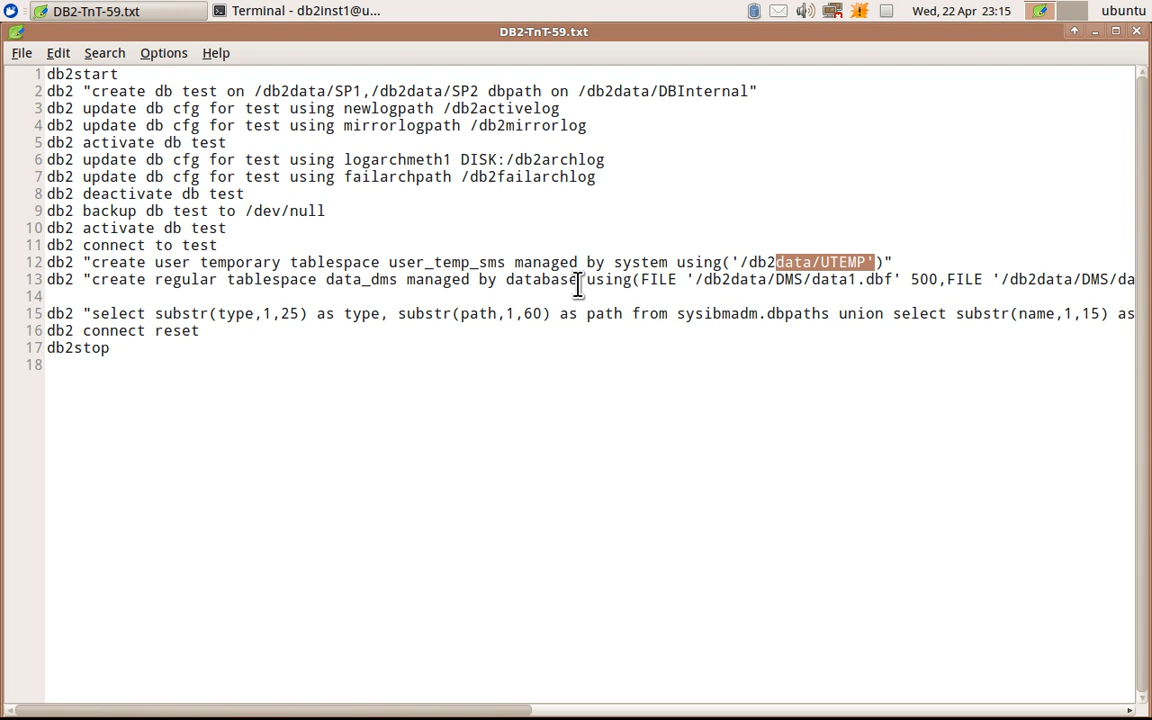 DB2-TnT-59.txt
Terminal - db2inst1@u...
Wed, 22 Apr 23:15
ubuntu
DB2-TnT-59.txt
File Edit Search Options Help
1 db2start
2 db2 "create db test on /db2data/SP1,/db2data/SP2 dbpath on /db2data/DBInternal"
3 db2 update db cfg for test using newlogpath /db2activelog
4 db2 update db cfg for test using mirrorlogpath /db2mirrorlog
5 db2 activate db test
6 db2 update db cfg for test using logarchmeth1 DISK:/db2archlog
7 db2 update db cfg for test using failarchpath /db2failarchlog
8 db2 deactivate db test
9 db2 backup db test to /dev/null
10 db2 activate db test
11 db2 connect to test
12 db2 "create user temporary tablespace user_temp_sms managed by system using('/db2data/UTEMP')"
13 db2 "create regular tablespace data_dms managed by database using(FILE '/db2data/DMS/data1.dbf' 500,FILE '/db2data/DMS/da
14
15 db2 "select substr(type,1,25) as type, substr(path,1,60) as path from sysibmadm.dbpaths union select substr(name,1,15) as
16 db2 connect reset
17 db2stop
18